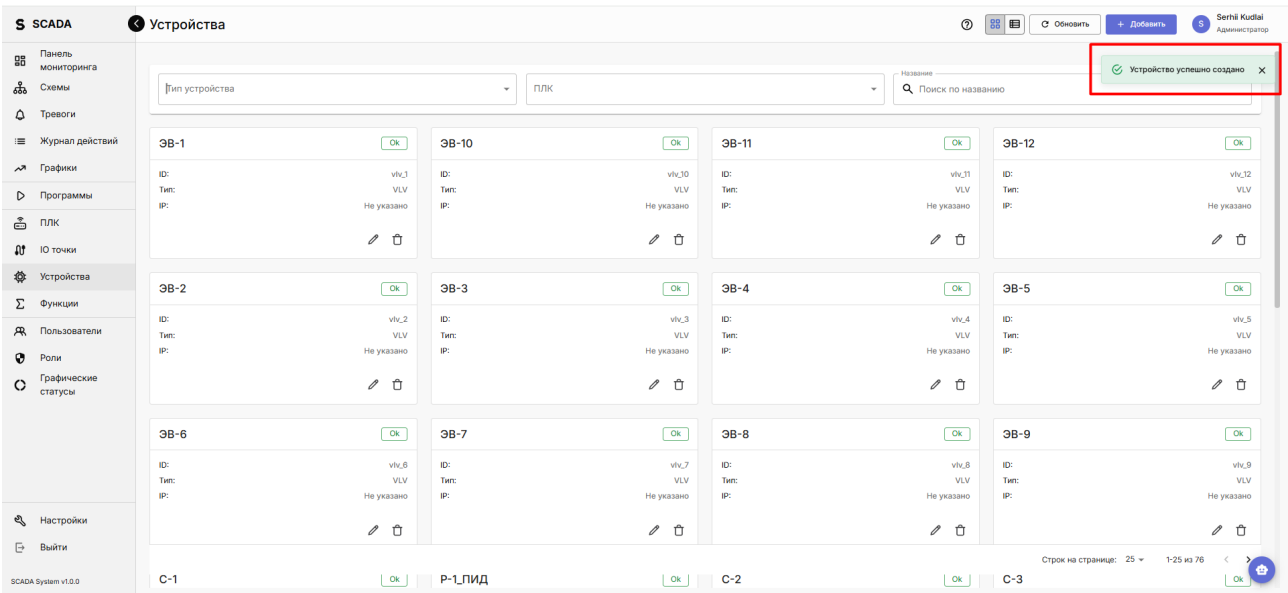 S SCADA
Устройства
Обновить
+ Добавить
S
Serhii Kudlai
Администратор
Панель
мониторинга
Схемы
Тревоги
Журнал действий
Графики
Программы
ПЛК
IO точки
Устройства
Функции
Пользователи
Роли
Графические
статусы
Настройки
Выйти
SCADA System v1.0.0
Устройство успешно создано
Тип устройства
ПЛК
Название
Поиск по названию
ЭВ-1 Ok
ID: vlv_1
Тип: VLV
IP: Не указано
ЭВ-10 Ok
ID: vlv_10
Тип: VLV
IP: Не указано
ЭВ-11 Ok
ID: vlv_11
Тип: VLV
IP: Не указано
ЭВ-12 Ok
ID: vlv_12
Тип: VLV
IP: Не указано
ЭВ-2 Ok
ID: vlv_2
Тип: VLV
IP: Не указано
ЭВ-3 Ok
ID: vlv_3
Тип: VLV
IP: Не указано
ЭВ-4 Ok
ID: vlv_4
Тип: VLV
IP: Не указано
ЭВ-5 Ok
ID: vlv_5
Тип: VLV
IP: Не указано
ЭВ-6 Ok
ID: vlv_6
Тип: VLV
IP: Не указано
ЭВ-7 Ok
ID: vlv_7
Тип: VLV
IP: Не указано
ЭВ-8 Ok
ID: vlv_8
Тип: VLV
IP: Не указано
ЭВ-9 Ok
ID: vlv_9
Тип: VLV
IP: Не указано
Строк на странице: 25 1-25 из 76
С-1 Ok
Р-1_ПИД Ok
С-2 Ok
С-3 Ok